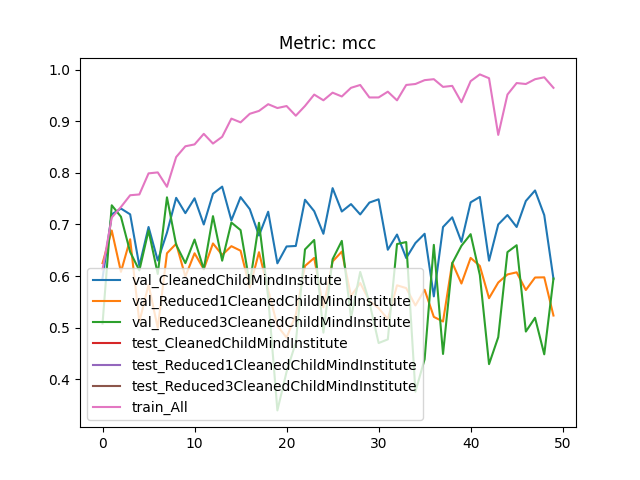 Metric: mcc
1.0
0.9
0.8
0.7
0.6
0.5
0.4
val_CleanedChildMindInstitute
val_Reduced1CleanedChildMindInstitute
val_Reduced3CleanedChildMindInstitute
test_CleanedChildMindInstitute
test_Reduced1CleanedChildMindInstitute
test_Reduced3CleanedChildMindInstitute
train_All
0 10 20 30 40 50